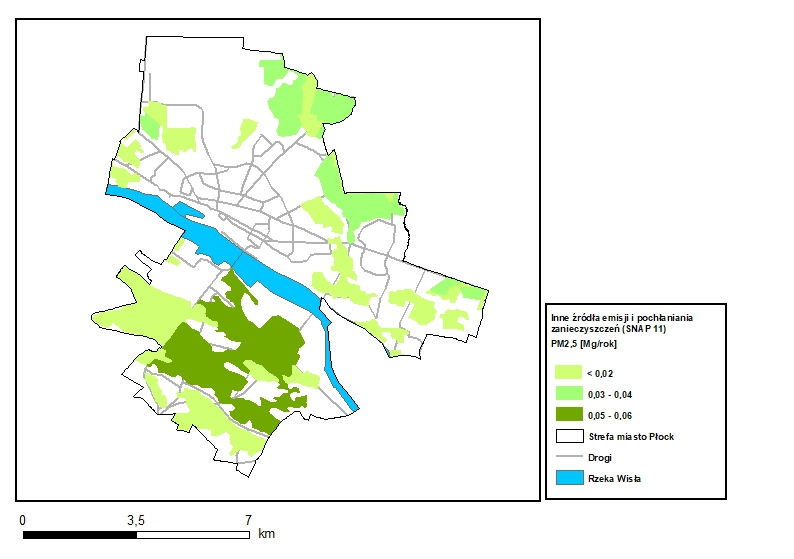 Inne źródła emisji i pochłaniania
zanieczyszczeń (SNAP 11)
PM2,5 [Mg/rok]
< 0,02
0,03 - 0,04
0,05 - 0,06
Strefa miasto Płock
Drogi
Rzeka Wisła
0 3,5 7
km